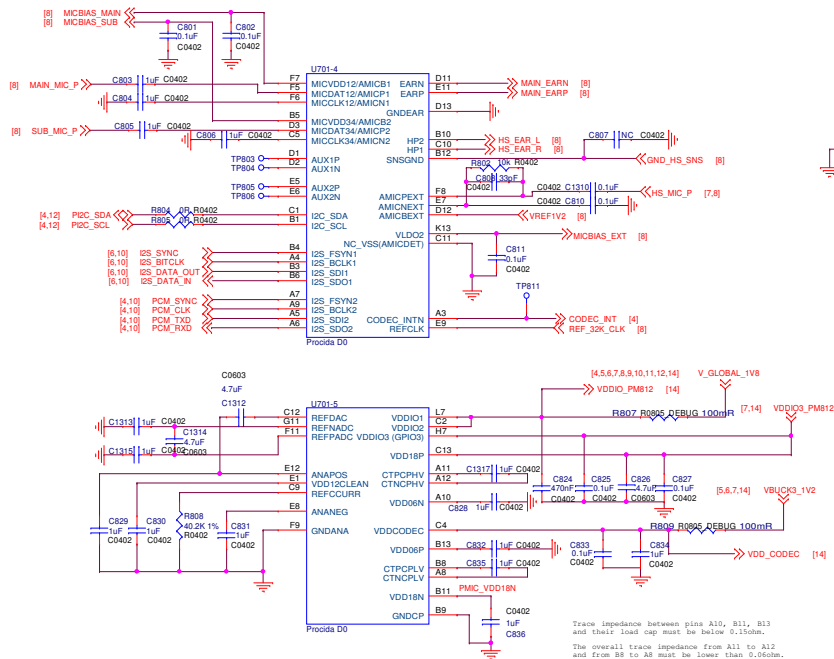 [8] MICBIAS_MAIN
[8] MICBIAS_SUB
C801
0.1uF
C0402
C802
0.1uF
C0402
U701-4
[8] MAIN_MIC_P
C803 1uF C0402
C804 1uF C0402
[8] SUB_MIC_P
C805 1uF C0402
C806 1uF C0402
TP803
TP804
TP805
TP806
[4,12] PI2C_SDA R804 0R R0402
[4,12] PI2C_SCL R805 0R R0402
[6,10] I2S_SYNC
[6,10] I2S_BITCLK
[6,10] I2S_DATA_OUT
[6,10] I2S_DATA_IN
[4,10] PCM_SYNC
[4,10] PCM_CLK
[4,10] PCM_TXD
[4,10] PCM_RXD
F7 MICVDD12/AMICB1
F5 MICDAT12/AMICP1
F6 MICCLK12/AMICN1
B5 MICVDD34/AMICB2
D3 MICDAT34/AMICP2
C5 MICCLK34/AMICN2
D1 AUX1P
D2 AUX1N
E5 AUX2P
E6 AUX2N
C1 I2C_SDA
B1 I2C_SCL
B4 I2S_FSYN1
A4 I2S_BCLK1
B3 I2S_SDI1
B6 I2S_SDO1
A7 I2S_FSYN2
A9 I2S_BCLK2
A5 I2S_SDI2
A6 I2S_SDO2
EARN D11
EARP E11
GNDEAR D13
HP2 B10
HP1 C10
SNSGND B12
AMICPEXT F8
AMICNEXT E7
AMICBEXT D12
VLDO2 K13
NC_VSS(AMICDET) C11
CODEC_INTN A3
REFCLK E9
Procida D0
MAIN_EARN [8]
MAIN_EARP [8]
HS_EAR_L [8]
HS_EAR_R [8]
C807 NC C0402
GND_HS_SNS [8]
R802 10k R0402
C808 33pF
C0402
C0402 C1310 0.1uF
C0402 C810 0.1uF
HS_MIC_P [7,8]
VREF1V2 [8]
MICBIAS_EXT [8]
C811
0.1uF
C0402
TP811
CODEC_INT [4]
REF_32K_CLK [8]
C0603
4.7uF
C1312
U701-5
C1313 1uF C0402
C1314
4.7uF
C0603
C1315 1uF C0402
C829
1uF
C0402
C830
1uF
C0402
R808
40.2K 1%
R0402
C831
1uF
C0402
C12 REFDAC
G11 REFNADC
F11 REFPADC
E12 ANAPOS
E1 VDD12CLEAN
C9 REFCCURR
E8 ANANEG
F9 GNDANA
VDDIO1 L7
VDDIO2 C2
VDDIO3 (GPIO3) H7
VDD18P C13
CTPCPHV A11
CTNCPHV A12
VDD06N A10
VDDCODEC C4
VDD06P B13
CTPCPLV B8
CTNCPLV A8
VDD18N B11
GNDCP B9
Procida D0
[4,5,6,7,8,9,10,11,12,14] V_GLOBAL_1V8
VDDIO_PM812 [14]
[7,14] VDDIO3_PM812
R807 R0805_DEBUG 100mR
C1317 1uF C0402
C828 1uF C0402
C824
470nF
C0402
C825
0.1uF
C0402
C826
4.7uF
C0603
C827
0.1uF
C0402
[5,6,7,14] VBUCK3_1V2
R809 R0805_DEBUG 100mR
C832 1uF C0402
C835 1uF C0402
C833
0.1uF
C0402
C834
1uF
C0402
VDD_CODEC [14]
PMIC_VDD18N
C0402
1uF
C836
Trace impedance between pins A10, B11, B13
and their load cap must be below 0.15ohm.
The overall trace impedance from A11 to A12
and from B8 to A8 must be lower than 0.06ohm.